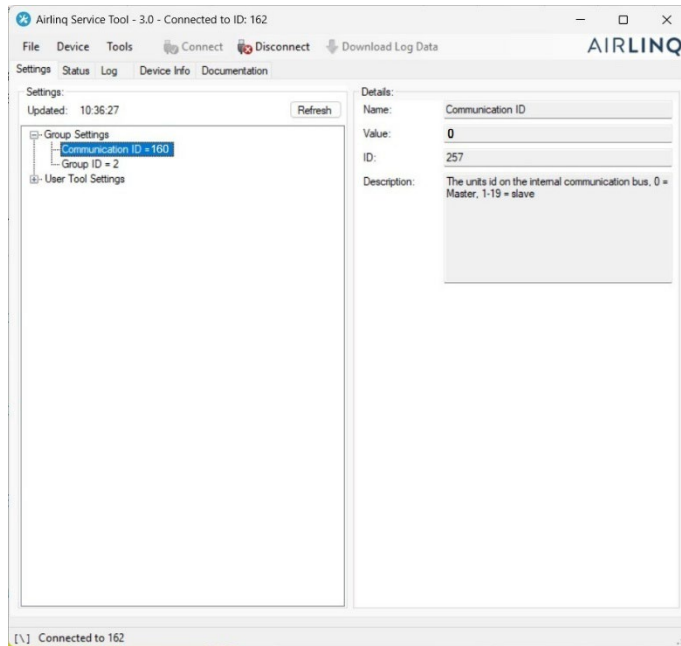 Airlinq Service Tool - 3.0 - Connected to ID: 162
File Device Tools Connect Disconnect Download Log Data AIRLINQ
Settings Status Log Device Info Documentation
Settings:
Updated: 10:36:27 Refresh
Group Settings
Communication ID = 160
Group ID = 2
User Tool Settings
Details:
Name: Communication ID
Value: 0
ID: 257
Description: The units id on the internal communication bus, 0 =
Master, 1-19 = slave
[\] Connected to 162